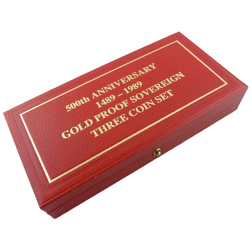 500th ANNIVERSARY
1489 – 1989
GOLD PROOF SOVEREIGN
THREE COIN SET